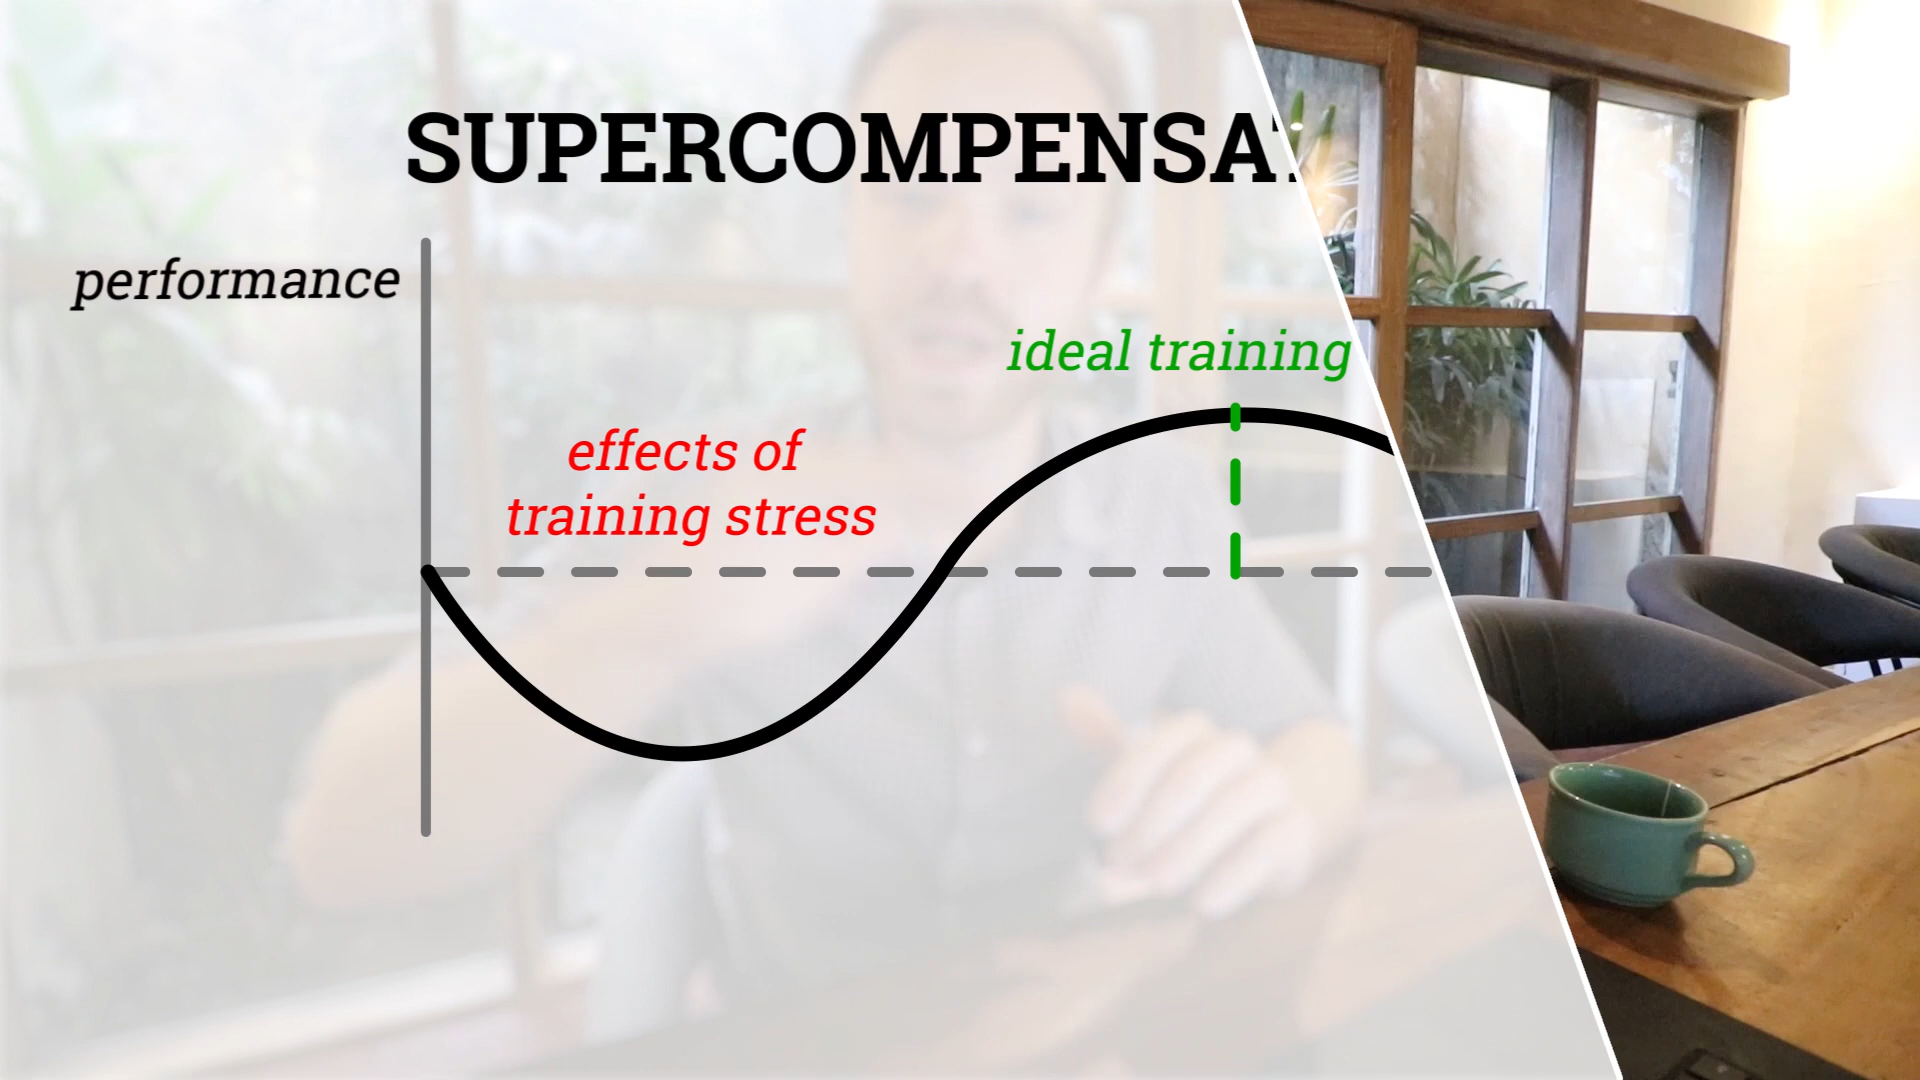 SUPERCOMPENSA
performance
ideal training
effects of
training stress